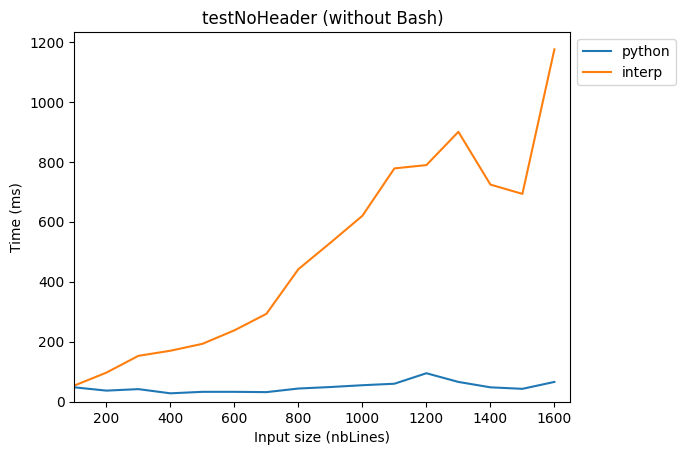 testNoHeader (without Bash)
python
interp
1200
1000
800
600
400
200
0
Time (ms)
200 400 600 800 1000 1200 1400 1600
Input size (nbLines)